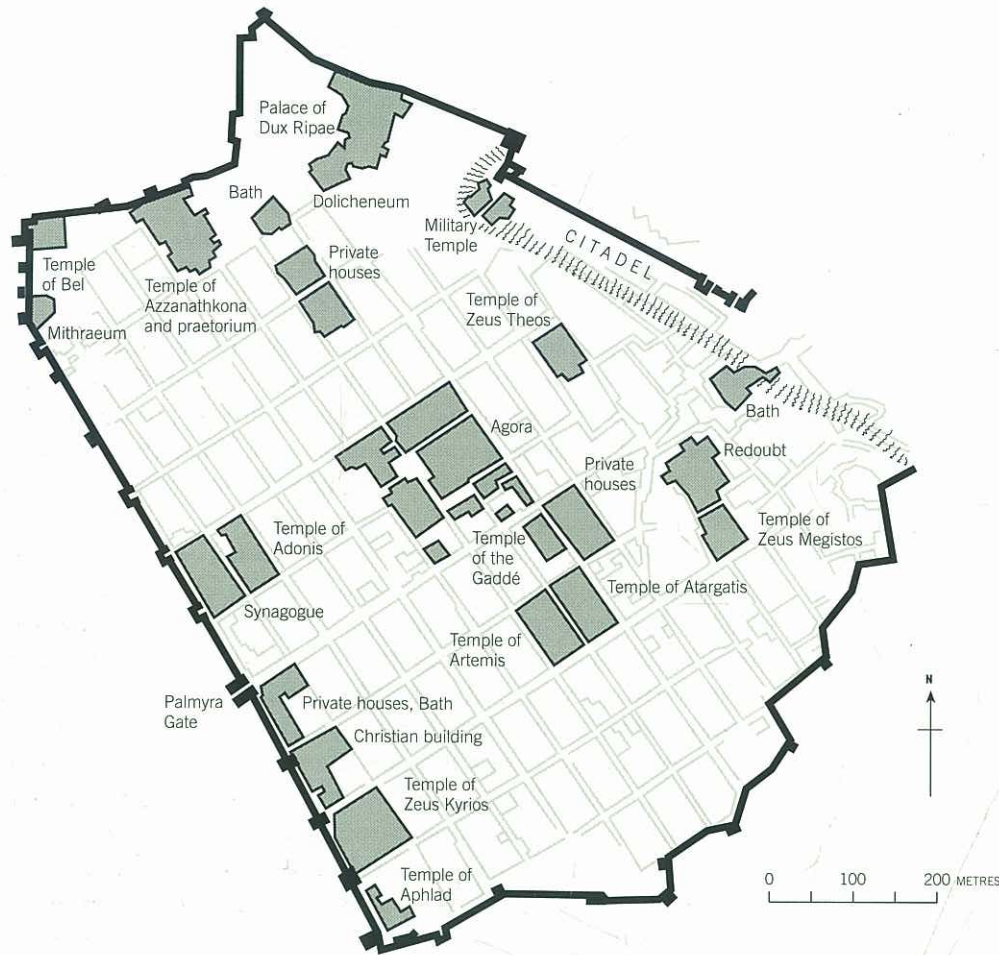 Palace of
Dux Ripae
Bath
Dolicheneum
Military
Temple
CITADEL
Temple
of Bel
Temple of
Azzanathkona
and praetorium
Private
houses
Mithraeum
Temple of
Zeus Theos
Bath
Agora
Private
houses
Redoubt
Temple of
Zeus Megistos
Temple of
Adonis
Temple
of the
Gaddé
Synagogue
Temple of Atargatis
Temple of
Artemis
Palmyra
Gate
Private houses, Bath
Christian building
Temple of
Zeus Kyrios
Temple of
Aphlad
N
0 100 200 METRES